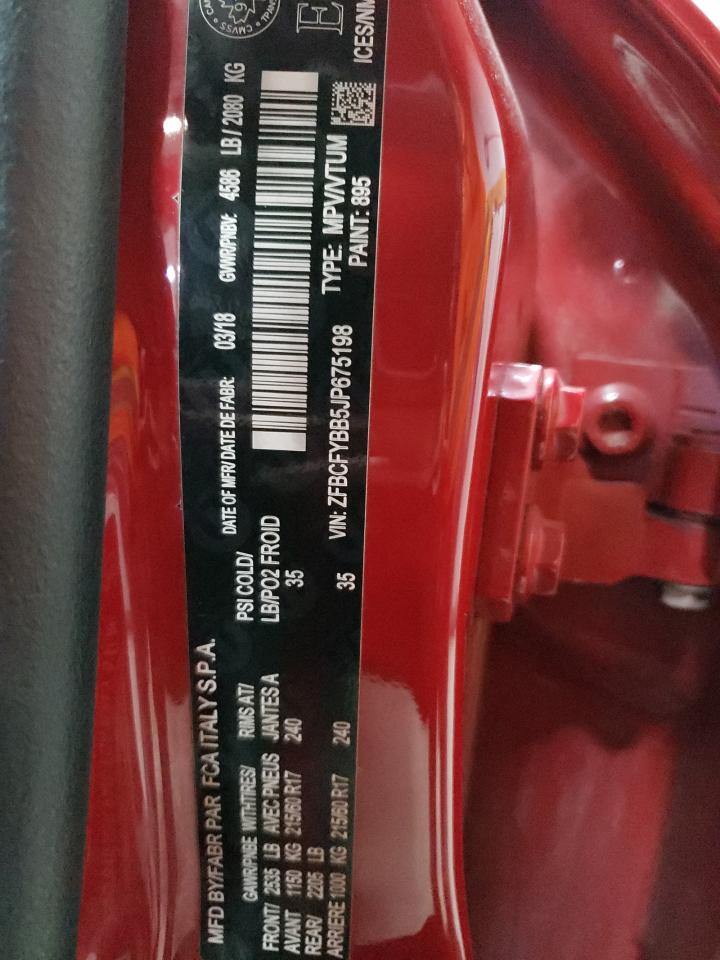 MFD BY/FABR PAR FCA ITALY S.P.A.
DATE OF MFR/DATE DE FABR: 03/18 GVWR/PNBV: 4586 LB / 2080 KG
GAWR/PNBE WITH TIRES/ RIMS AT/ PSI COLD/
FRONT/ 2535 LB AVEC PNEUS JANTES A LB/PO2 FROID
AVANT 1150 KG 215/60 R17 240 35
REAR/ 2205 LB
ARRIERE 1000 KG 215/60 R17 240 35
VIN: ZFBCFYBB5JP675198 TYPE: MPV/VTUM
PAINT: 895
CMVSS
ICES/NM